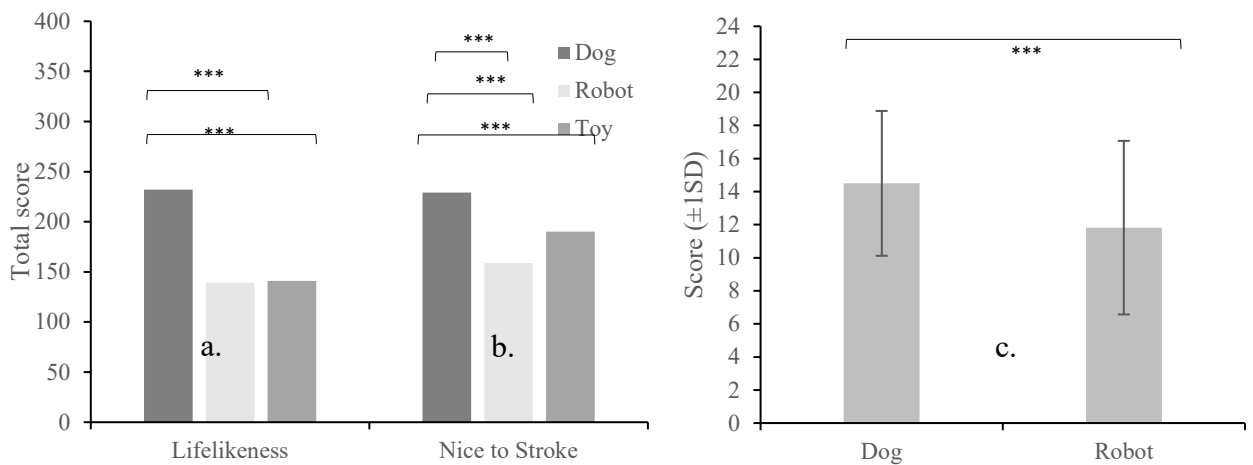 400
350
300
250
200
150
100
50
0
Total score
***
***
***
***
***
Dog
Robot
Toy
a.
b.
Lifelikeness
Nice to Stroke
24
22
20
18
16
14
12
10
8
6
4
2
0
Score (±1SD)
***
c.
Dog
Robot